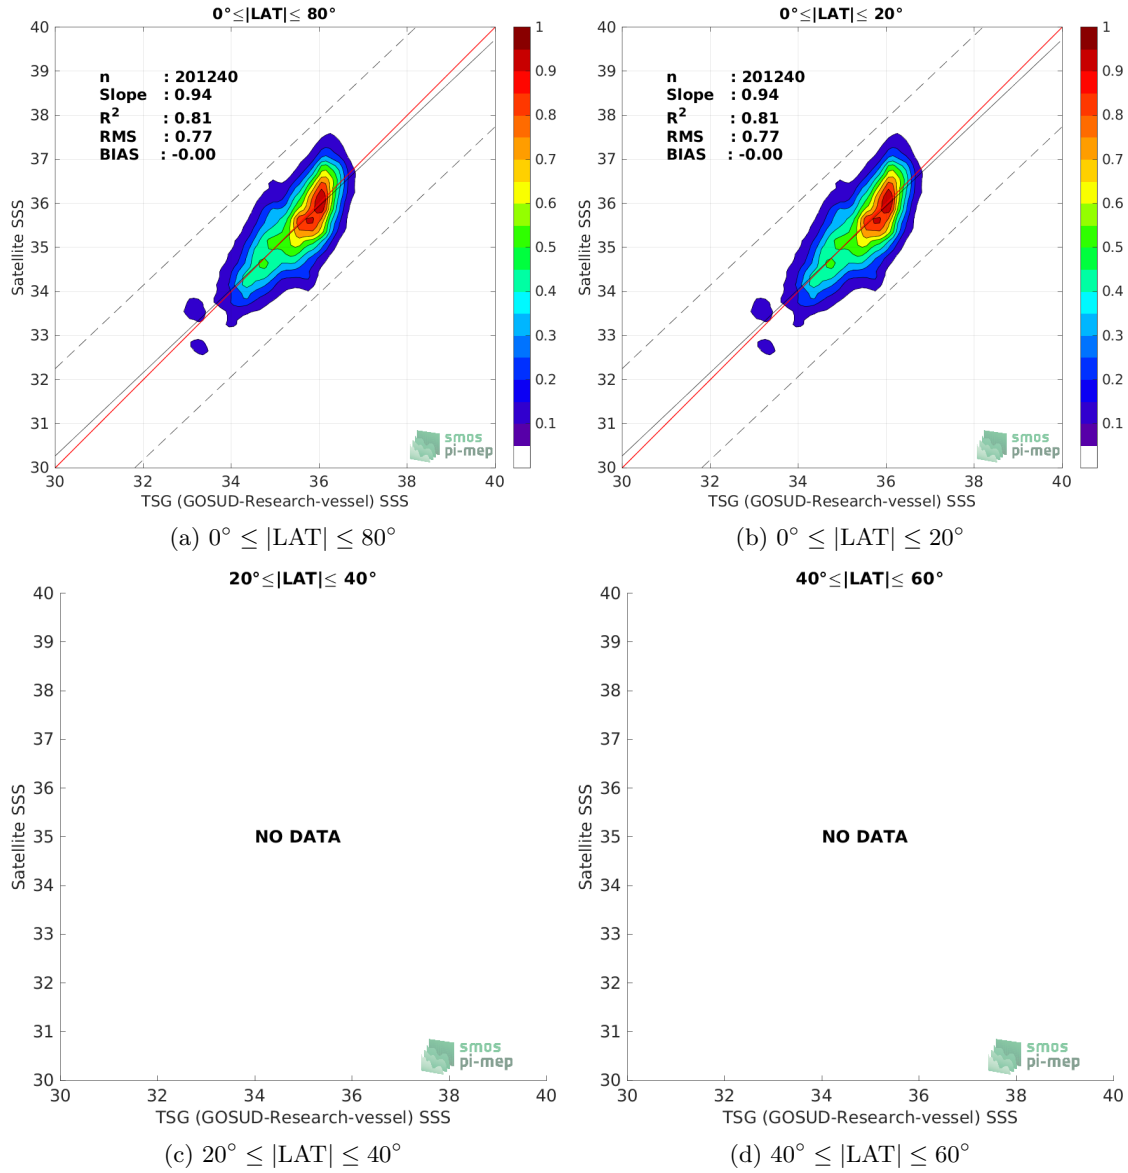 0°≤|LAT|≤ 80°
40
39
38
37
36
35
34
33
32
31
30
Satellite SSS
n : 201240
Slope : 0.94
R² : 0.81
RMS : 0.77
BIAS : -0.00
smos
pi-mep
30 32 34 36 38 40
TSG (GOSUD-Research-vessel) SSS
1
0.9
0.8
0.7
0.6
0.5
0.4
0.3
0.2
0.1
(a) 0° ≤ |LAT| ≤ 80°
0°≤|LAT|≤ 20°
40
39
38
37
36
35
34
33
32
31
30
Satellite SSS
n : 201240
Slope : 0.94
R² : 0.81
RMS : 0.77
BIAS : -0.00
smos
pi-mep
30 32 34 36 38 40
TSG (GOSUD-Research-vessel) SSS
1
0.9
0.8
0.7
0.6
0.5
0.4
0.3
0.2
0.1
(b) 0° ≤ |LAT| ≤ 20°
20°≤|LAT|≤ 40°
40
39
38
37
36
35
34
33
32
31
30
Satellite SSS
NO DATA
smos
pi-mep
30 32 34 36 38 40
TSG (GOSUD-Research-vessel) SSS
(c) 20° ≤ |LAT| ≤ 40°
40°≤|LAT|≤ 60°
40
39
38
37
36
35
34
33
32
31
30
Satellite SSS
NO DATA
smos
pi-mep
30 32 34 36 38 40
TSG (GOSUD-Research-vessel) SSS
(d) 40° ≤ |LAT| ≤ 60°